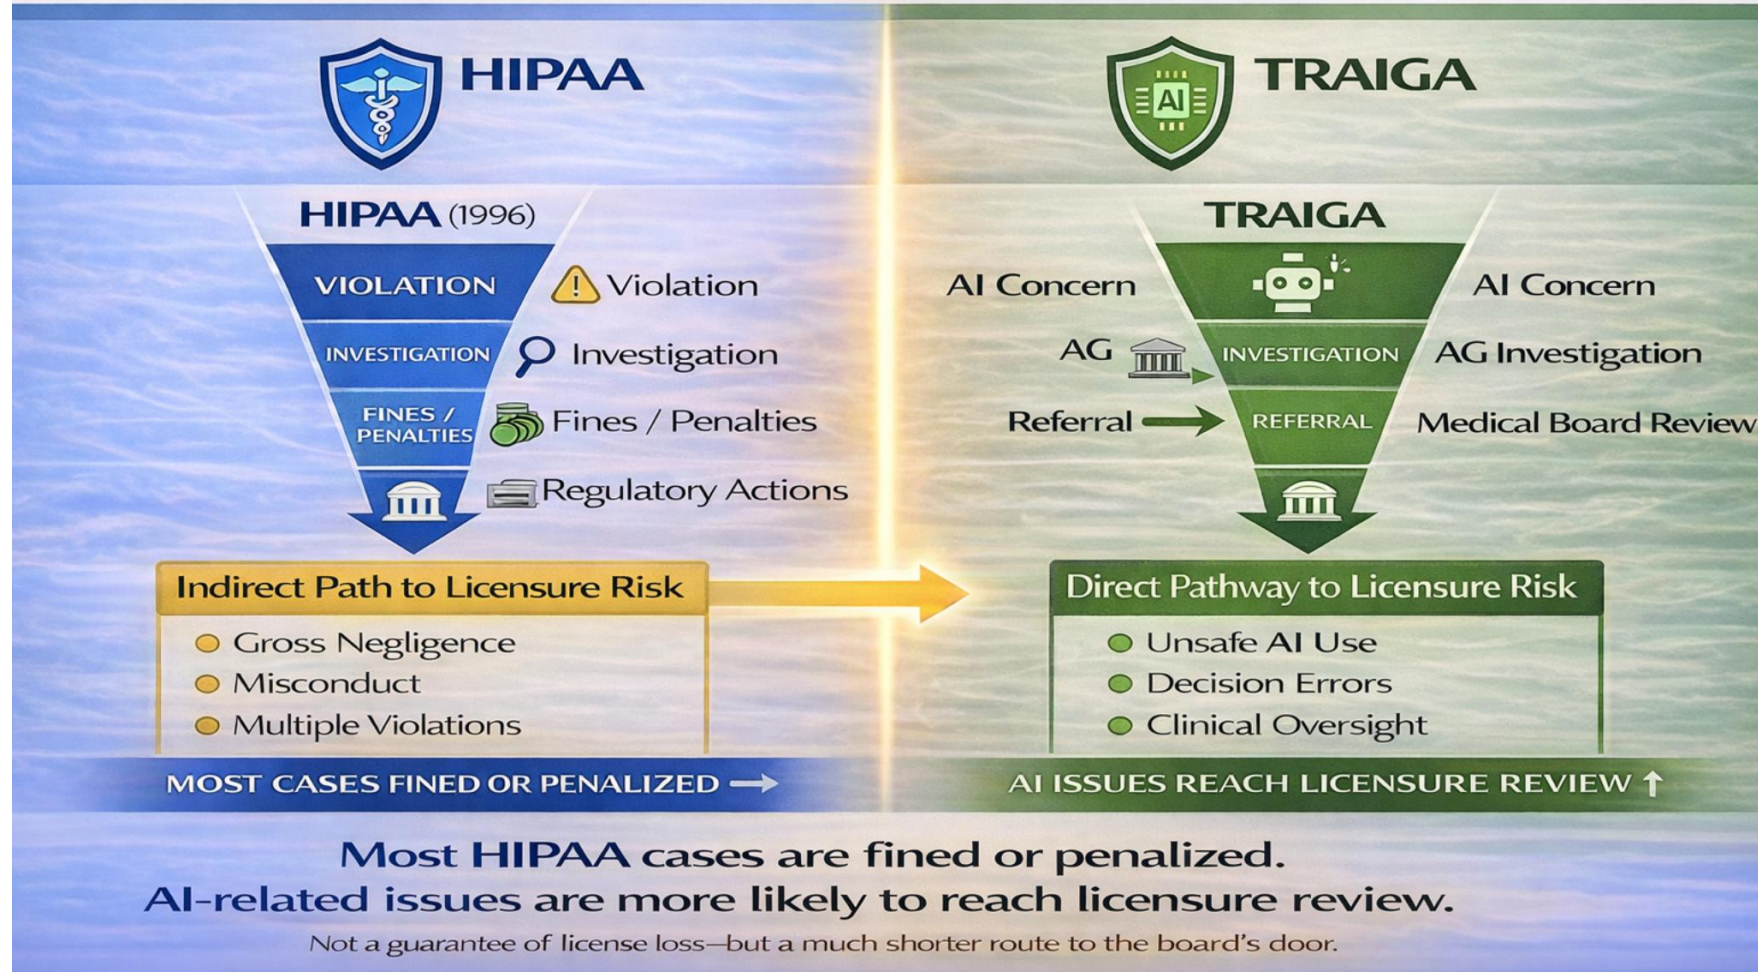 HIPAA
HIPAA (1996)
VIOLATION
Violation
INVESTIGATION
Investigation
FINES /
PENALTIES
Fines / Penalties
Regulatory Actions
Indirect Path to Licensure Risk
Gross Negligence
Misconduct
Multiple Violations
MOST CASES FINED OR PENALIZED
AI
TRAIGA
TRAIGA
AI Concern
AI Concern
AG
INVESTIGATION
AG Investigation
Referral
REFERRAL
Medical Board Review
Direct Pathway to Licensure Risk
Unsafe AI Use
Decision Errors
Clinical Oversight
AI ISSUES REACH LICENSURE REVIEW
Most HIPAA cases are fined or penalized.
AI-related issues are more likely to reach licensure review.
Not a guarantee of license loss—but a much shorter route to the board's door.